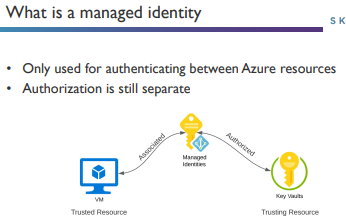 What is a managed identity
S K
• Only used for authenticating between Azure resources
• Authorization is still separate
Associated
Authorized
Managed
Identities
VM
Key Vaults
Trusted Resource
Trusting Resource